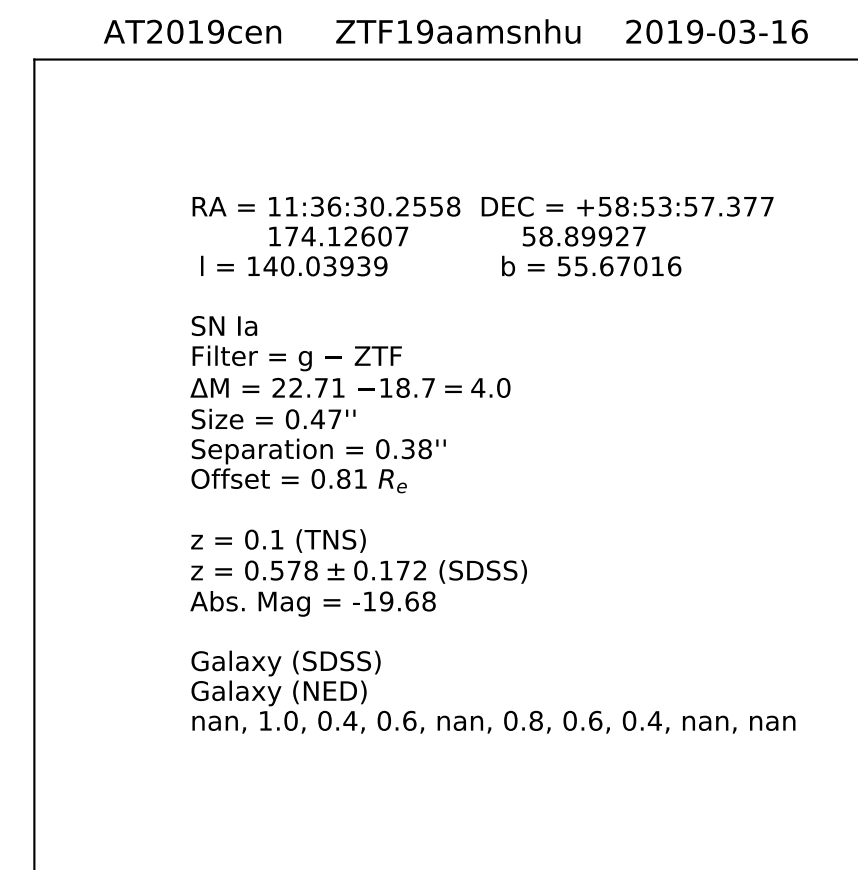 AT2019cen ZTF19aamsnhu 2019-03-16
RA = 11:36:30.2558 DEC = +58:53:57.377
174.12607 58.89927
l = 140.03939 b = 55.67016
SN Ia
Filter = g − ZTF
ΔM = 22.71 −18.7 = 4.0
Size = 0.47''
Separation = 0.38''
Offset = 0.81 Rₑ
z = 0.1 (TNS)
z = 0.578 ± 0.172 (SDSS)
Abs. Mag = -19.68
Galaxy (SDSS)
Galaxy (NED)
nan, 1.0, 0.4, 0.6, nan, 0.8, 0.6, 0.4, nan, nan